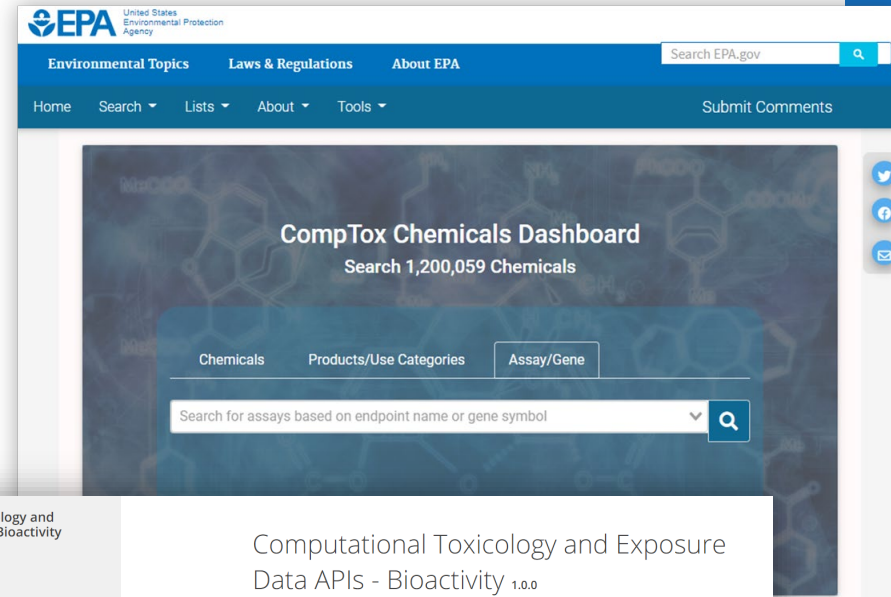 EPA United States
Environmental Protection
Agency
Environmental Topics Laws & Regulations About EPA Search EPA.gov
Home Search Lists About Tools Submit Comments
CompTox Chemicals Dashboard
Search 1,200,059 Chemicals
Chemicals Products/Use Categories Assay/Gene
Search for assays based on endpoint name or gene symbol
logy and
Bioactivity
Computational Toxicology and Exposure
Data APIs - Bioactivity 1.0.0